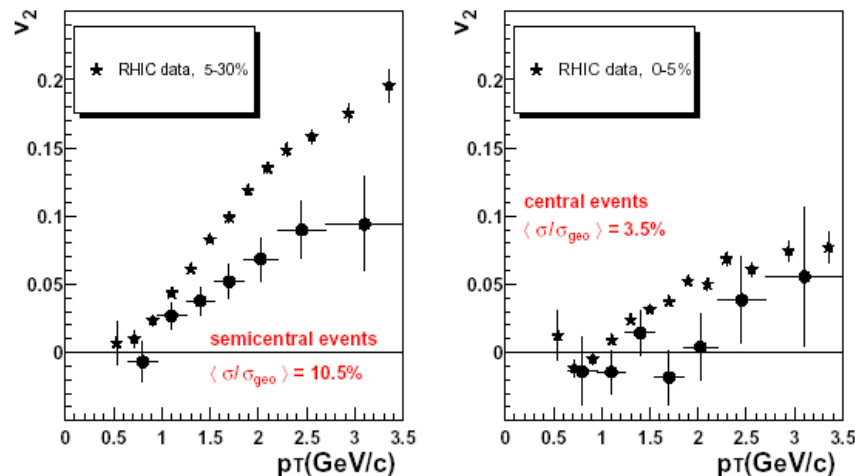 v2
RHIC data, 5-30%
0.2
0.15
0.1
0.05
0
semicentral events
⟨ σ/σgeo ⟩ = 10.5%
0 0.5 1 1.5 2 2.5 3 3.5
pT(GeV/c)
v2
RHIC data, 0-5%
0.2
0.15
central events
⟨ σ/σgeo ⟩ = 3.5%
0.1
0.05
0
0 0.5 1 1.5 2 2.5 3 3.5
pT(GeV/c)